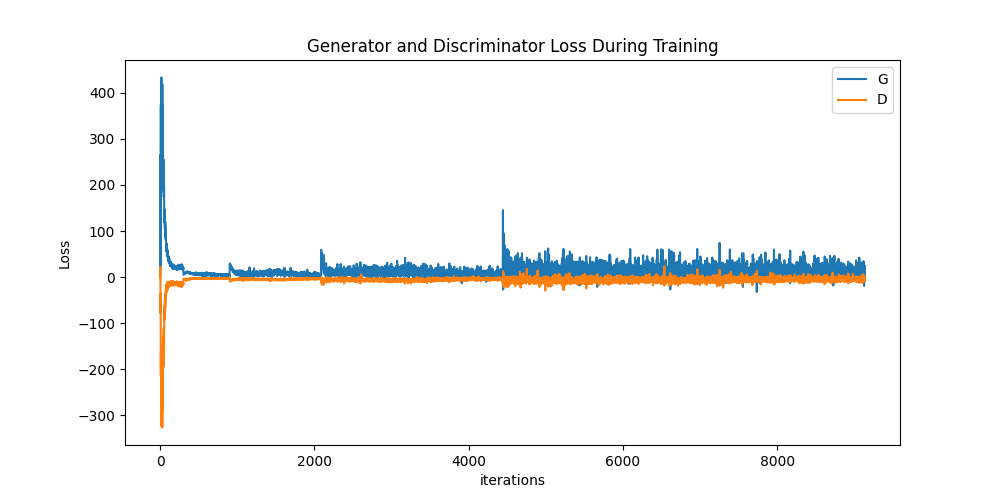 Generator and Discriminator Loss During Training
G
D
400
300
200
100
0
−100
−200
−300
Loss
0 2000 4000 6000 8000
iterations